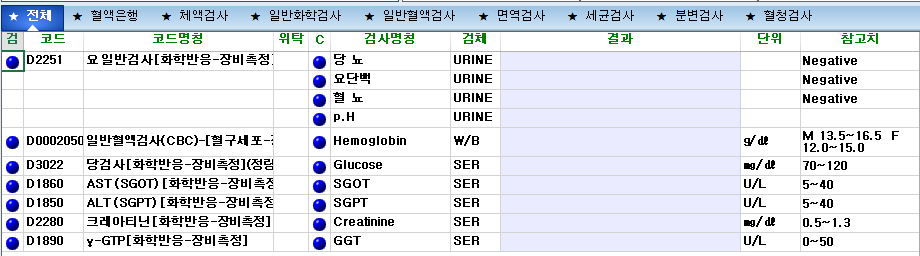 ★ 전체 ★ 혈액은행 ★ 체액검사 ★ 일반화학검사 ★ 일반혈액검사 ★ 면역검사 ★ 세균검사 ★ 분변검사 ★ 혈청검사
검 코드 코드명칭 위탁 C 검사명칭 검체 결과 단위 참고치
D2251 요 일반검사[화학반응-장비측정] 당 뇨 URINE Negative
요단백 URINE Negative
혈 뇨 URINE Negative
p.H URINE
D0002050 일반혈액검사(CBC)-[혈구세포- Hemoglobin W/B g/㎗ M 13.5~16.5 F
12.0~15.0
D3022 당검사[화학반응-장비측정](정량 Glucose SER ㎎/㎗ 70~120
D1860 AST(SGOT)[화학반응-장비측정 SGOT SER U/L 5~40
D1850 ALT(SGPT)[화학반응-장비측정 SGPT SER U/L 5~40
D2280 크레아티닌[화학반응-장비측정] Creatinine SER ㎎/㎗ 0.5~1.3
D1890 γ-GTP[화학반응-장비측정] GGT SER U/L 0~50